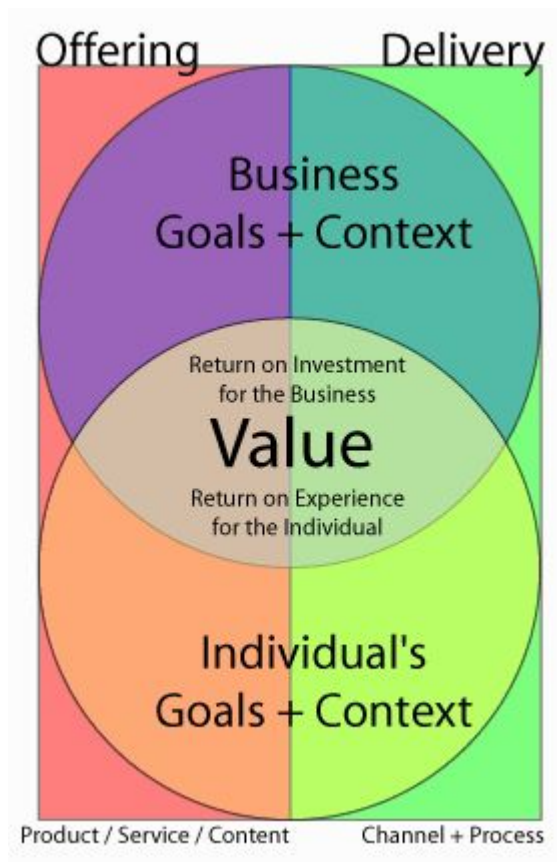 Offering
Delivery
Business
Goals + Context
Return on Investment
for the Business
Value
Return on Experience
for the Individual
Individual's
Goals + Context
Product / Service / Content
Channel + Process